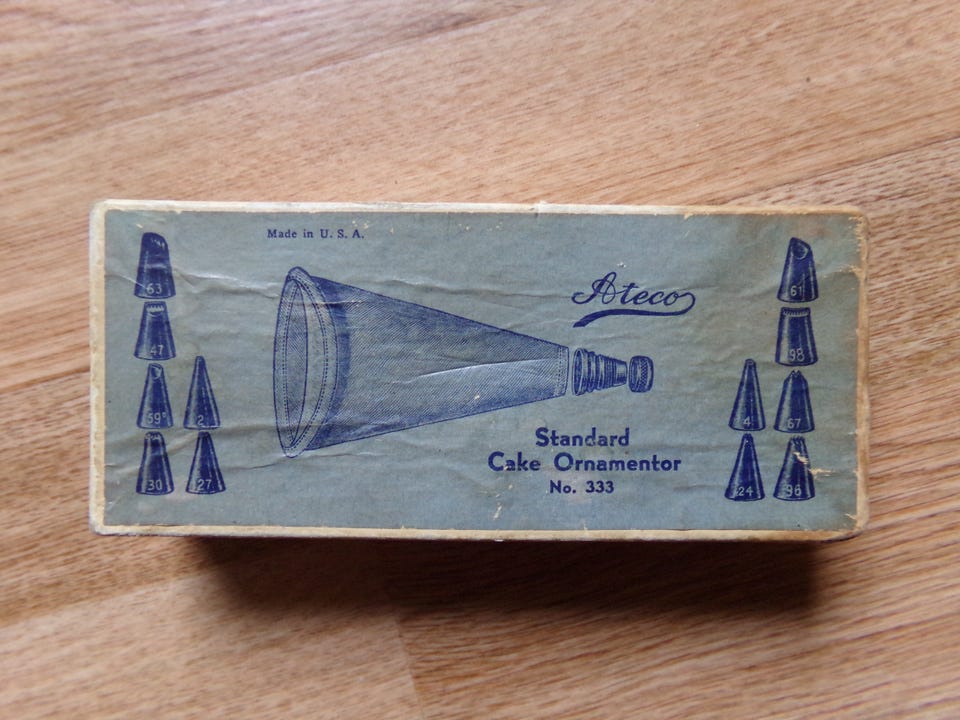 Made in U. S. A.
Ateco
Standard
Cake Ornamentor
No. 333
63
47
59°
2
30
27
61
98
4
67
24
96